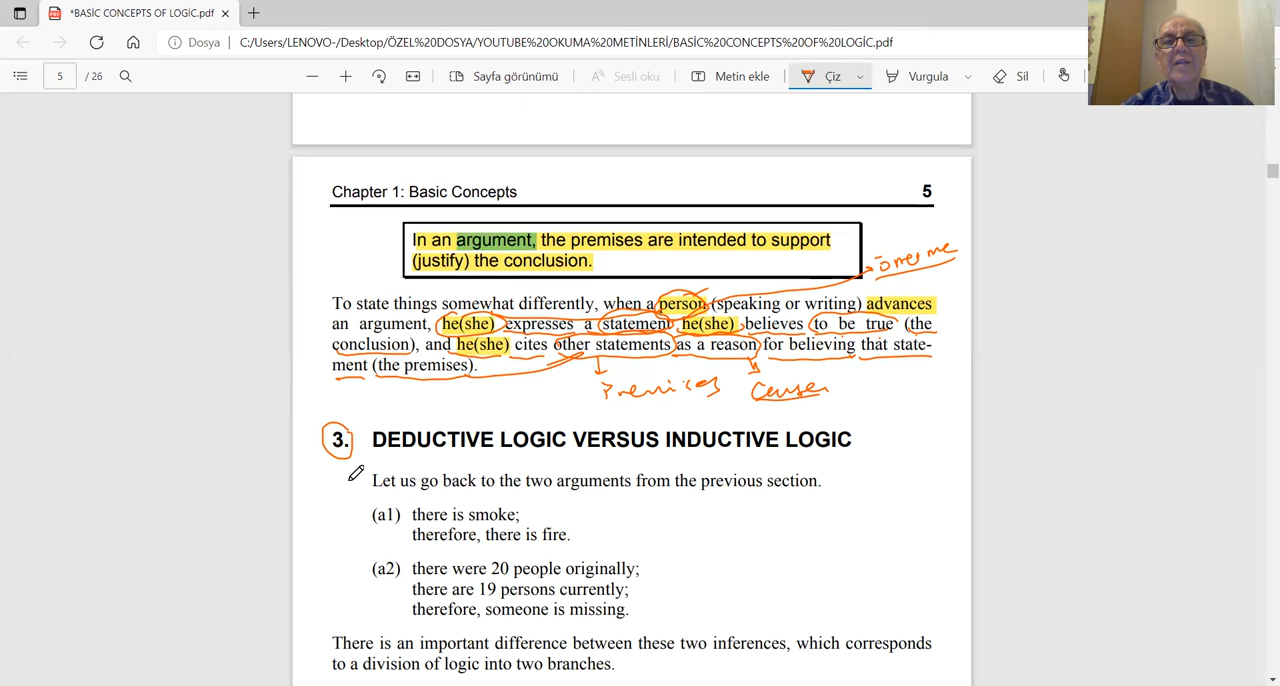 *BASİC CONCEPTS OF LOGİC.pdf
Dosya C:/Users/LENOVO-/Desktop/ÖZEL%20DOSYA/YOUTUBE%20OKUMA%20METİNLERİ/BASİC%20CONCEPTS%20OF%20LOGİC.pdf
5 / 26 Sayfa görünümü Sesli oku Metin ekle Çiz Vurgula Sil
Chapter 1: Basic Concepts 5
In an argument, the premises are intended to support
(justify) the conclusion.
önerme
To state things somewhat differently, when a person (speaking or writing) advances
an argument, he(she) expresses a statement he(she) believes to be true (the
conclusion), and he(she) cites other statements as a reason for believing that state-
ment (the premises).
Premises
3. DEDUCTIVE LOGIC VERSUS INDUCTIVE LOGIC
Let us go back to the two arguments from the previous section.
(a1) there is smoke;
therefore, there is fire.
(a2) there were 20 people originally;
there are 19 persons currently;
therefore, someone is missing.
There is an important difference between these two inferences, which corresponds
to a division of logic into two branches.